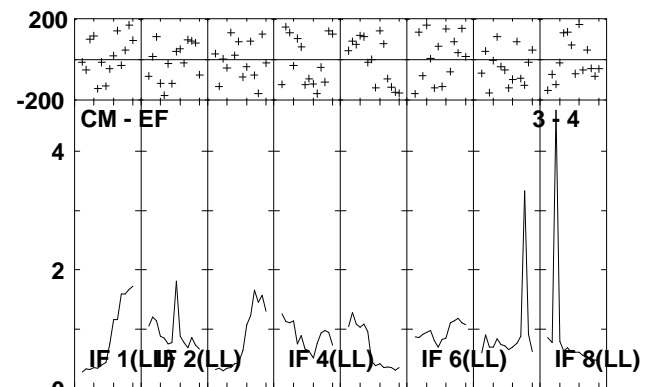 200
-200
CM - EF 3 - 4
4
2
IF 1(LL) IF 2(LL) IF 4(LL) IF 6(LL) IF 8(LL)
0